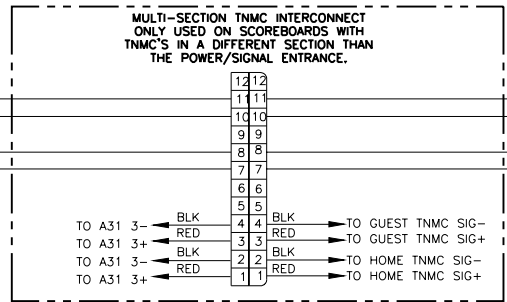 MULTI-SECTION TNMC INTERCONNECT
ONLY USED ON SCOREBOARDS WITH
TNMC'S IN A DIFFERENT SECTION THAN
THE POWER/SIGNAL ENTRANCE.
12 12
11 11
10 10
9 9
8 8
7 7
6 6
5 5
TO A31 3- BLK 4 4 BLK TO GUEST TNMC SIG-
TO A31 3+ RED 3 3 RED TO GUEST TNMC SIG+
TO A31 3- BLK 2 2 BLK TO HOME TNMC SIG-
TO A31 3+ RED 1 1 RED TO HOME TNMC SIG+